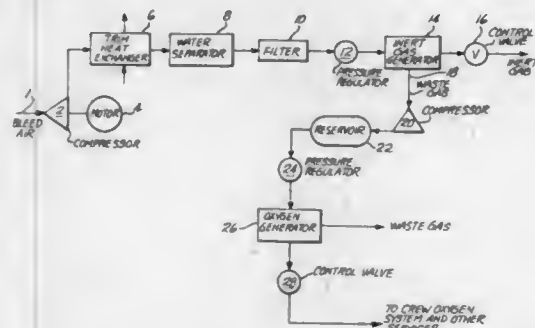 6
8
10
14
16
CONTROL
VALVE
TRIM
HEAT
EXCHANGER
WATER
SEPARATOR
FILTER
12
INERT
GAS
GENERATOR
V
INERT
GAS
PRESSURE
REGULATOR
18
WASTE
GAS
1
BLEED
AIR
2
MOTOR
4
COMPRESSOR
RESERVOIR
22
20
COMPRESSOR
24
PRESSURE
REGULATOR
26
OXYGEN
GENERATOR
WASTE GAS
28
CONTROL VALVE
TO CREW OXYGEN
SYSTEM AND OTHER
SERVICES